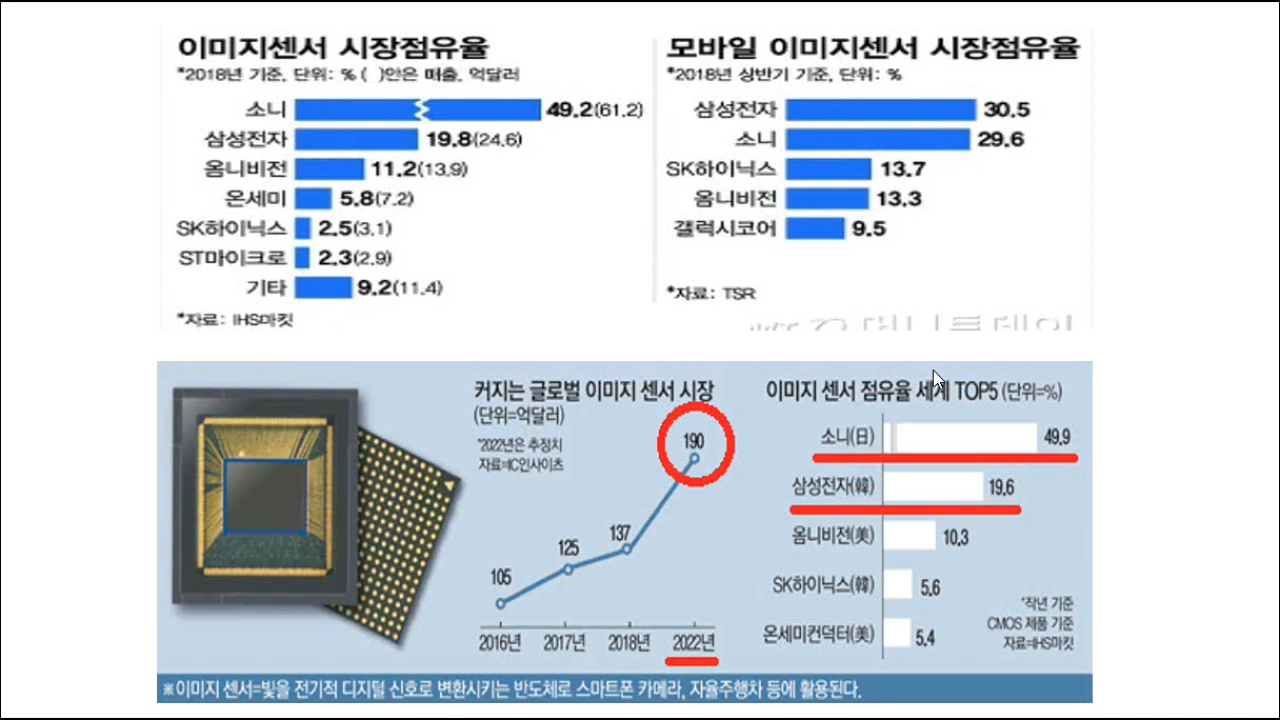 이미지센서 시장점유율
*2018년 기준, 단위: % ( )안은 매출, 억달러
소니 49.2(61.2)
삼성전자 19.8(24.6)
옴니비전 11.2(13.9)
온세미 5.8(7.2)
SK하이닉스 2.5(3.1)
ST마이크로 2.3(2.9)
기타 9.2(11.4)
*자료: IHS마킷
모바일 이미지센서 시장점유율
*2018년 상반기 기준, 단위: %
삼성전자 30.5
소니 29.6
SK하이닉스 13.7
옴니비전 13.3
갤럭시코어 9.5
*자료: TSR
커지는 글로벌 이미지 센서 시장
(단위=억달러)
*2022년은 추정치
자료=IC인사이츠
190
137
125
105
2016년 2017년 2018년 2022년
이미지 센서 점유율 세계 TOP5 (단위=%)
소니(日) 49.9
삼성전자(韓) 19.6
옴니비전(美) 10.3
SK하이닉스(韓) 5.6
온세미컨덕터(美) 5.4
*작년 기준
CMOS 제품 기준
자료=IHS마킷
※이미지 센서=빛을 전기적 디지털 신호로 변환시키는 반도체로 스마트폰 카메라, 자율주행차 등에 활용된다.